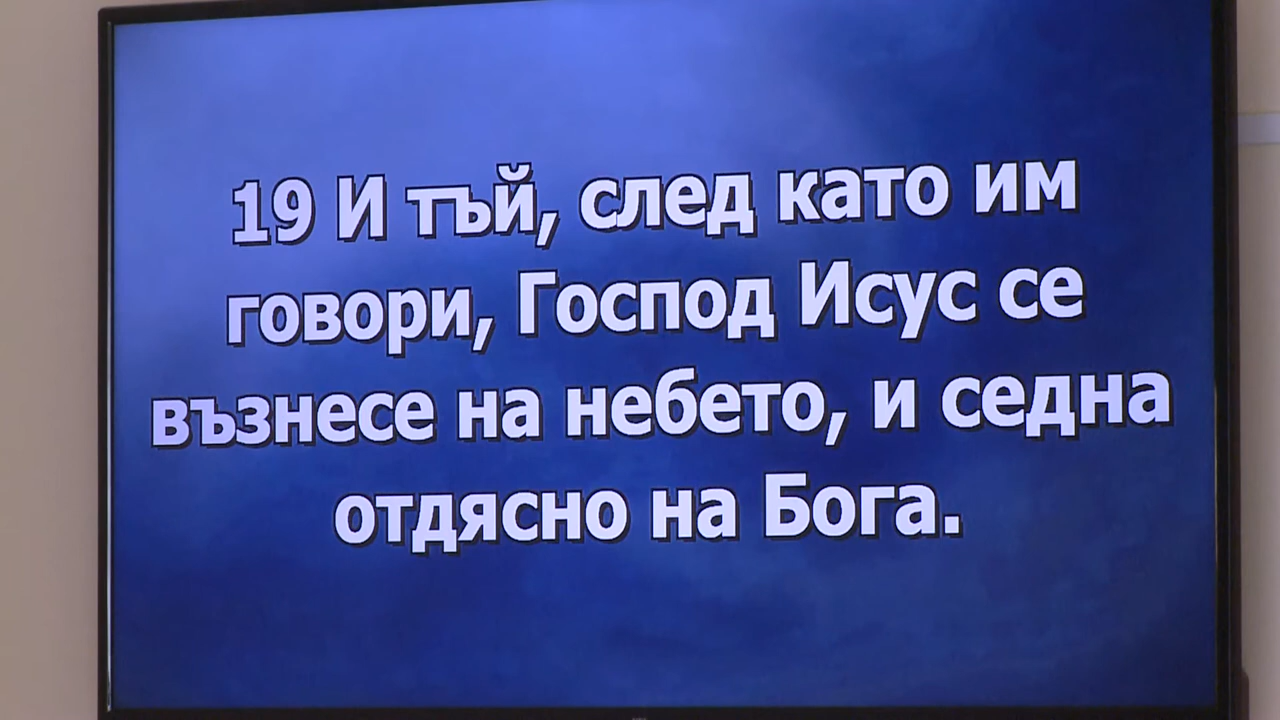 19 И тъй, след като им
говори, Господ Исус се
възнесе на небето, и седна
отдясно на Бога.